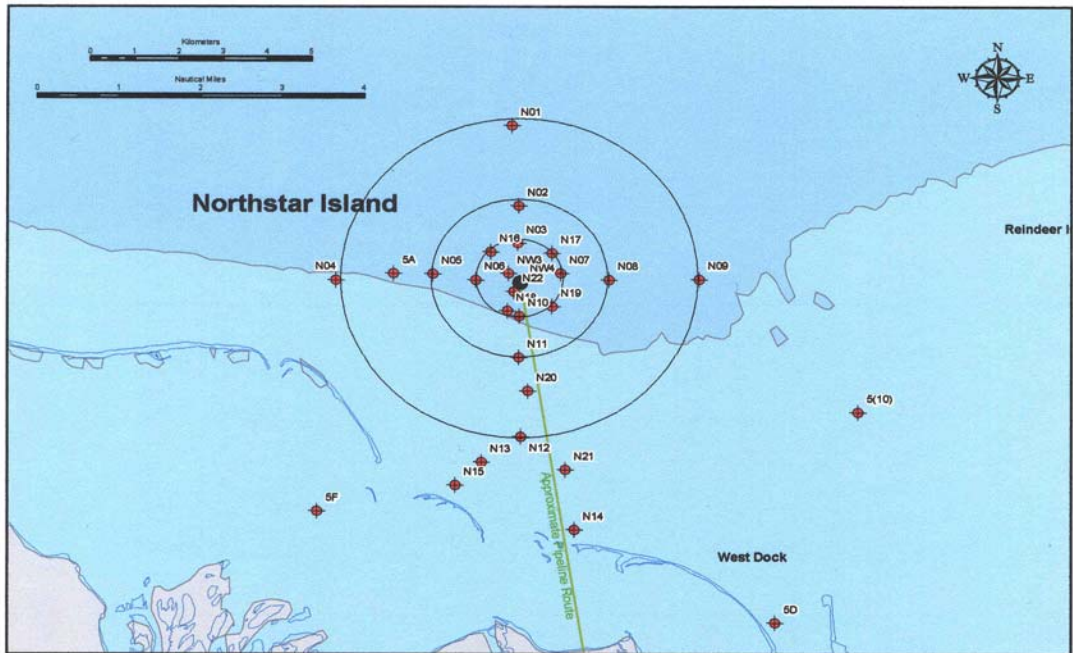 Kilometers
0 1 2 3 4 5
Nautical Miles
0 1 2 3 4
N
W E
S
N01
Northstar Island
N02
N03
N16
N17
Reindeer I
N04
5A
N05
N06
NW3
NW4
N07
N08
N09
N22
N18
N10
N19
N11
N20
5(10)
N12
N13
N21
N15
5F
Approximate Pipeline Route
N14
West Dock
5D